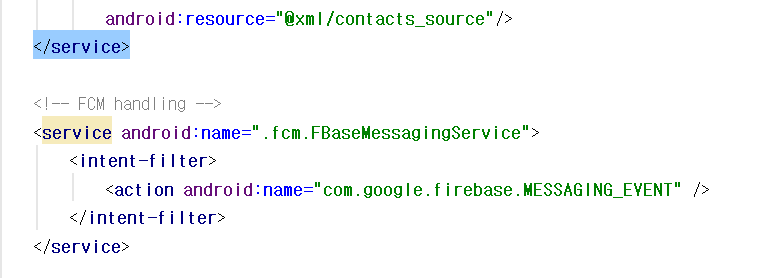 android:resource="@xml/contacts_source"/>
</service>
<!-- FCM handling -->
<service android:name=".fcm.FBaseMessagingService">
<intent-filter>
<action android:name="com.google.firebase.MESSAGING_EVENT" />
</intent-filter>
</service>